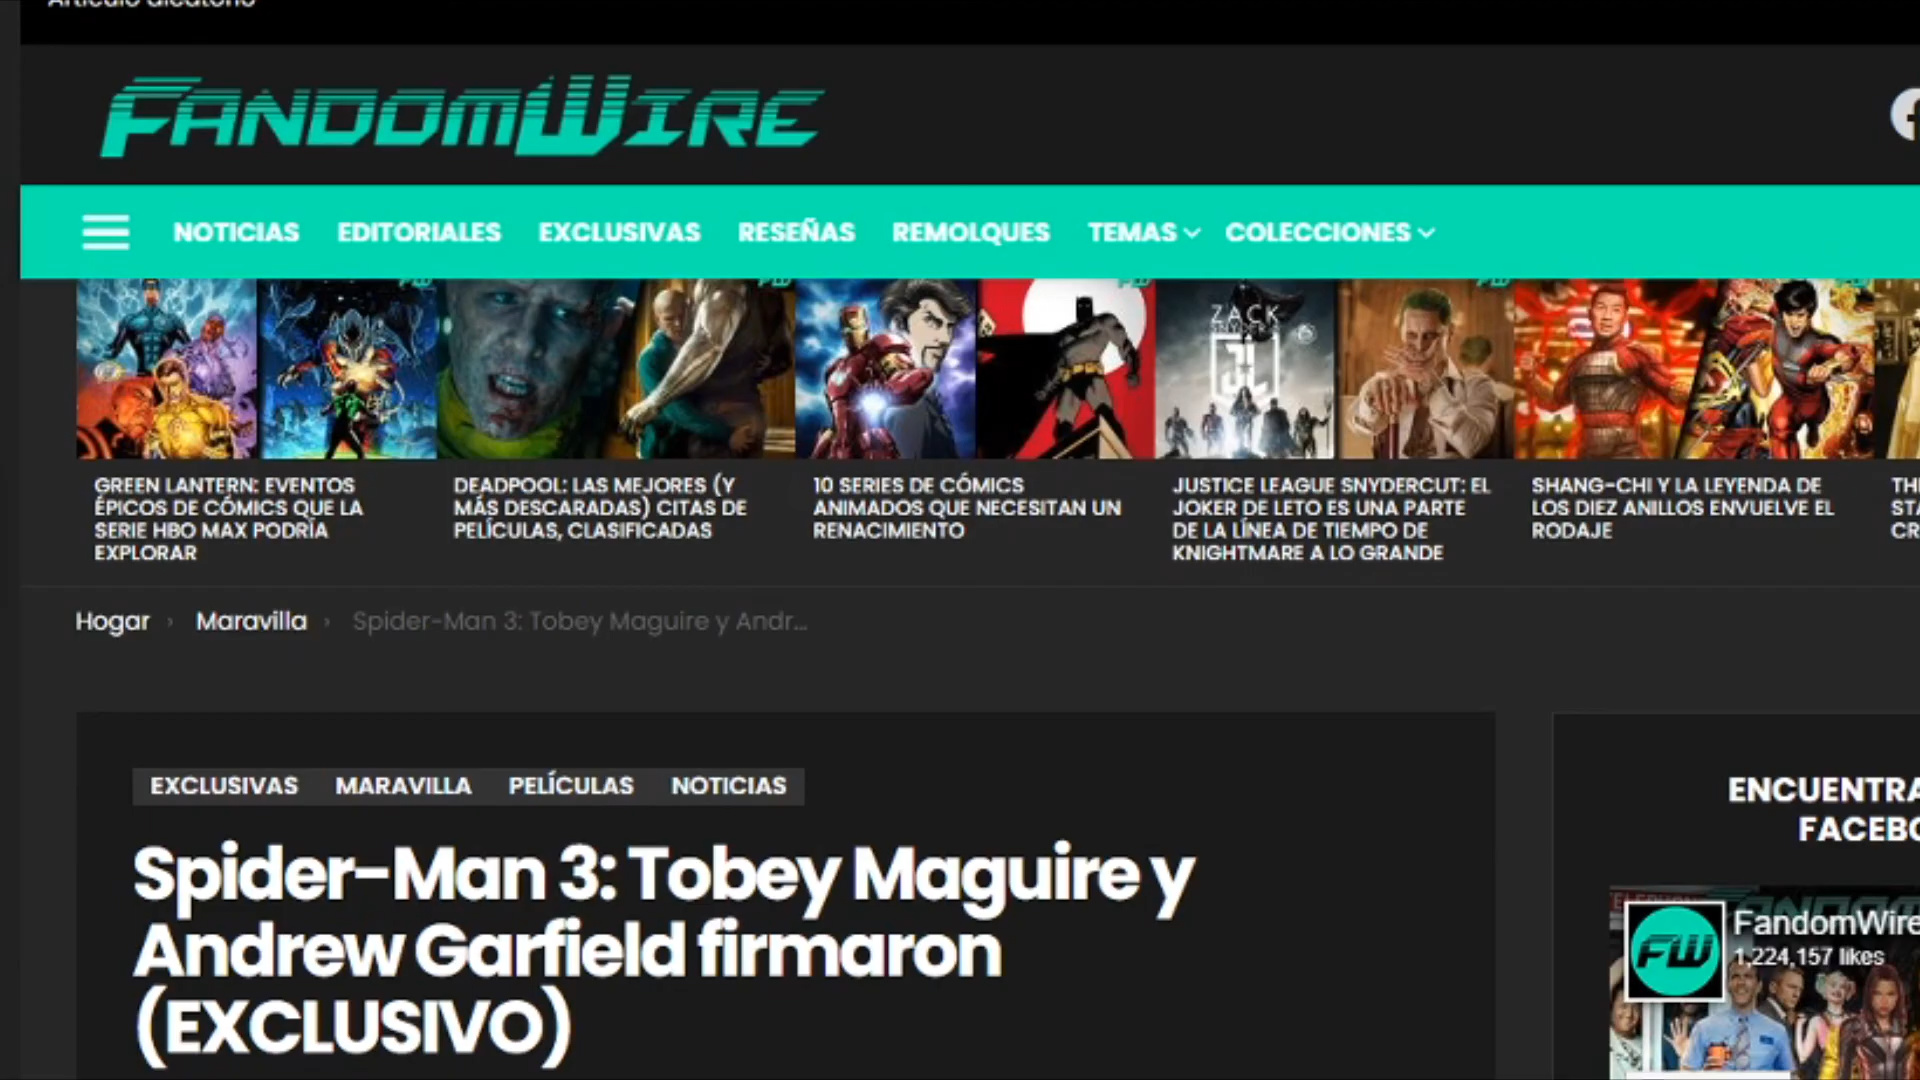 Artículo aleatorio
FANDOMWIRE
NOTICIAS EDITORIALES EXCLUSIVAS RESEÑAS REMOLQUES TEMAS COLECCIONES
ZACK
GREEN LANTERN: EVENTOS
ÉPICOS DE CÓMICS QUE LA
SERIE HBO MAX PODRÍA
EXPLORAR
DEADPOOL: LAS MEJORES (Y
MÁS DESCARADAS) CITAS DE
PELÍCULAS, CLASIFICADAS
10 SERIES DE CÓMICS
ANIMADOS QUE NECESITAN UN
RENACIMIENTO
JUSTICE LEAGUE SNYDERCUT: EL
JOKER DE LETO ES UNA PARTE
DE LA LÍNEA DE TIEMPO DE
KNIGHTMARE A LO GRANDE
SHANG-CHI Y LA LEYENDA DE
LOS DIEZ ANILLOS ENVUELVE EL
RODAJE
Hogar › Maravilla › Spider-Man 3: Tobey Maguire y Andr...
EXCLUSIVAS MARAVILLA PELÍCULAS NOTICIAS
Spider-Man 3: Tobey Maguire y
Andrew Garfield firmaron
(EXCLUSIVO)
ENCUENTRA
FACEBO
FW
FandomWire
1,224,157 likes